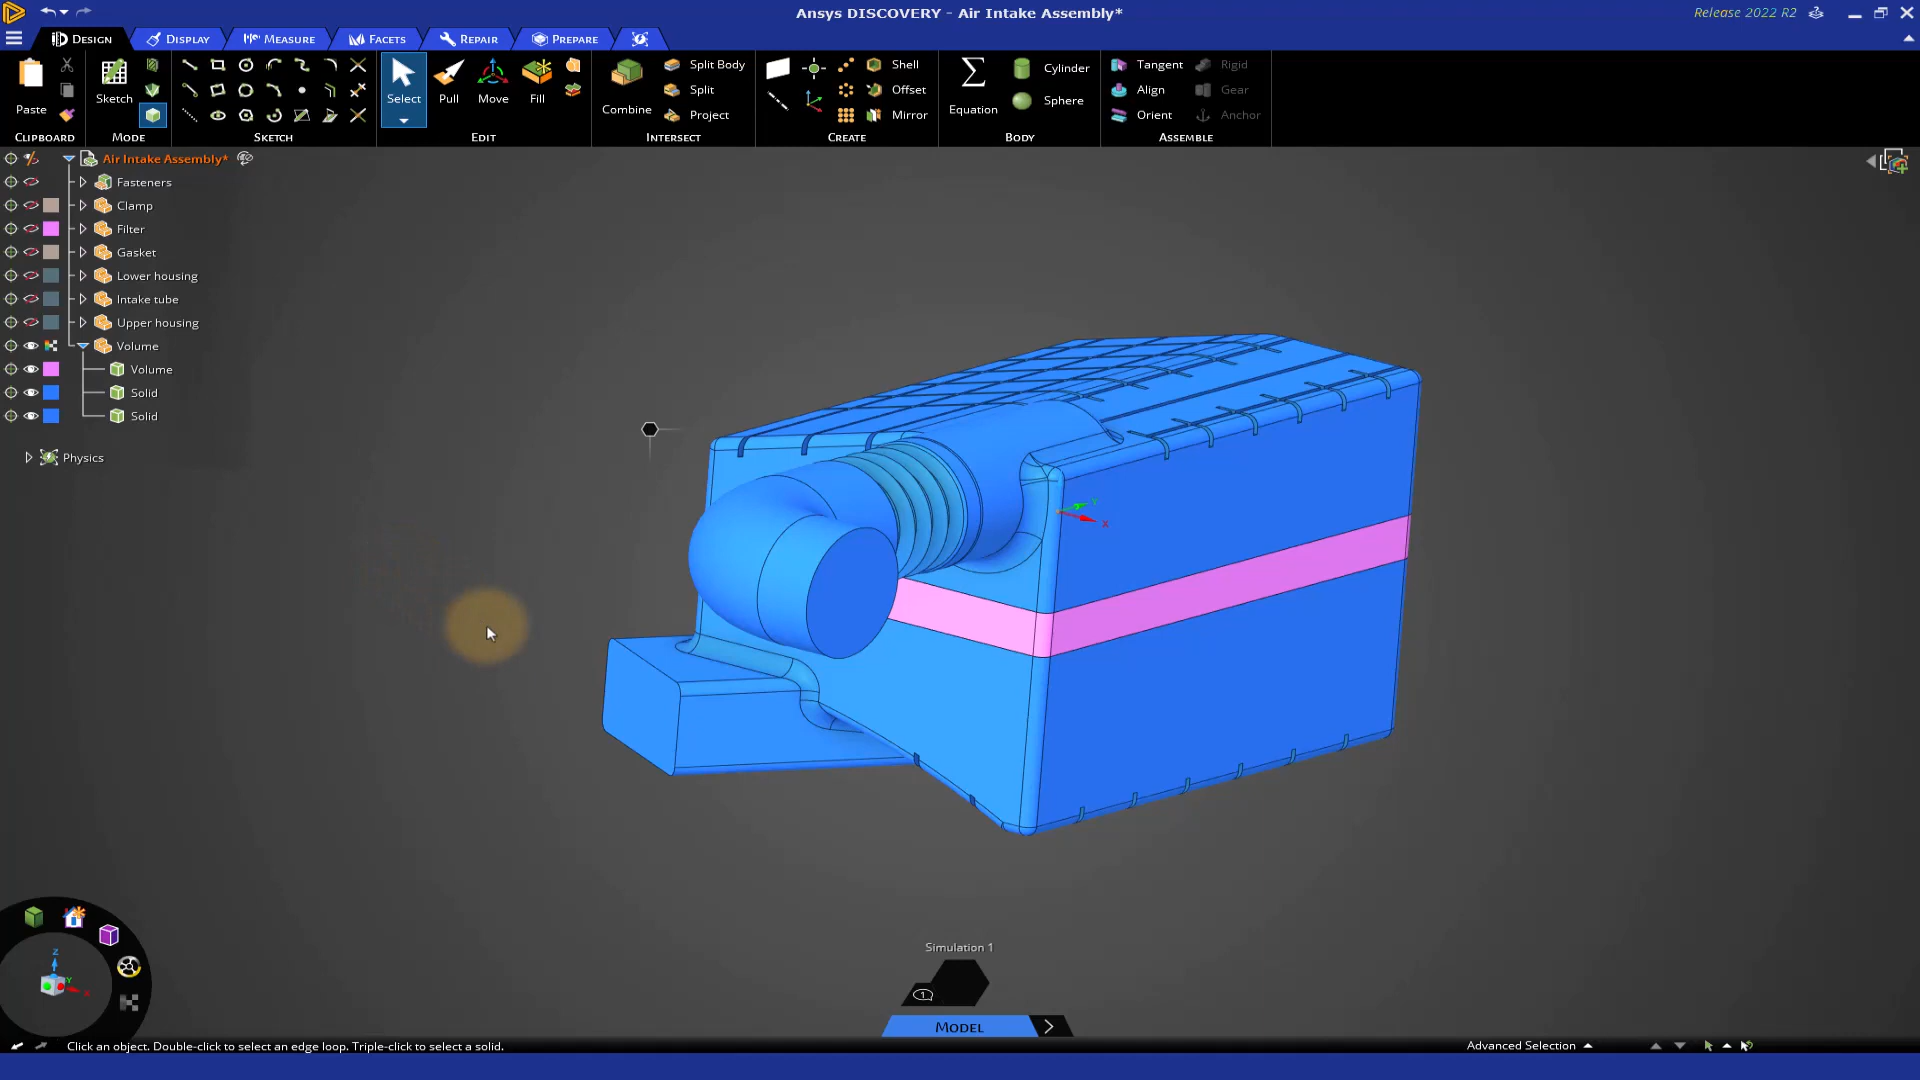 Ansys DISCOVERY - Air Intake Assembly*
Release 2022 R2
Design
Display
Measure
Facets
Repair
Prepare
Paste
Sketch
Select
Pull
Move
Fill
Combine
Split Body
Split
Project
Shell
Offset
Mirror
Equation
Cylinder
Sphere
Tangent
Align
Orient
Rigid
Gear
Anchor
Clipboard
Mode
Sketch
Edit
Intersect
Create
Body
Assemble
Air Intake Assembly*
Fasteners
Clamp
Filter
Gasket
Lower housing
Intake tube
Upper housing
Volume
Volume
Solid
Solid
Physics
Y
X
Z
Y
X
Simulation 1
1
Model
Click an object. Double-click to select an edge loop. Triple-click to select a solid.
Advanced Selection